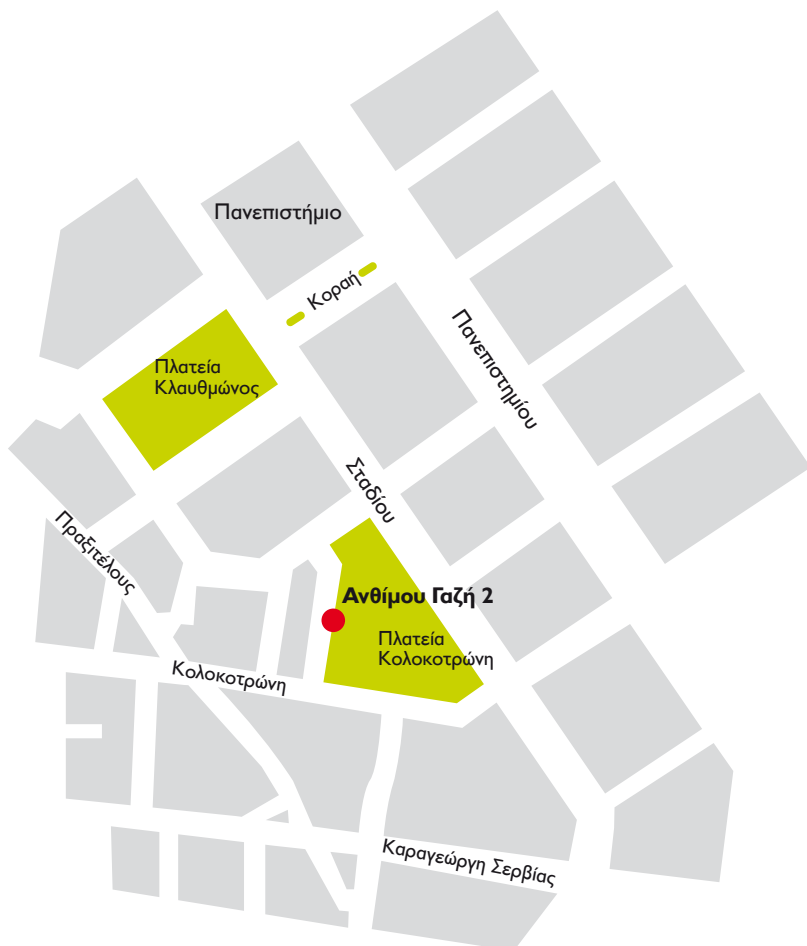 Πανεπιστήμιο
Κοραή
Πανεπιστημίου
Πλατεία
Κλαυθμώνος
Σταδίου
Πραξιτέλους
Ανθίμου Γαζή 2
Πλατεία
Κολοκοτρώνη
Κολοκοτρώνη
Καραγεώργη Σερβίας